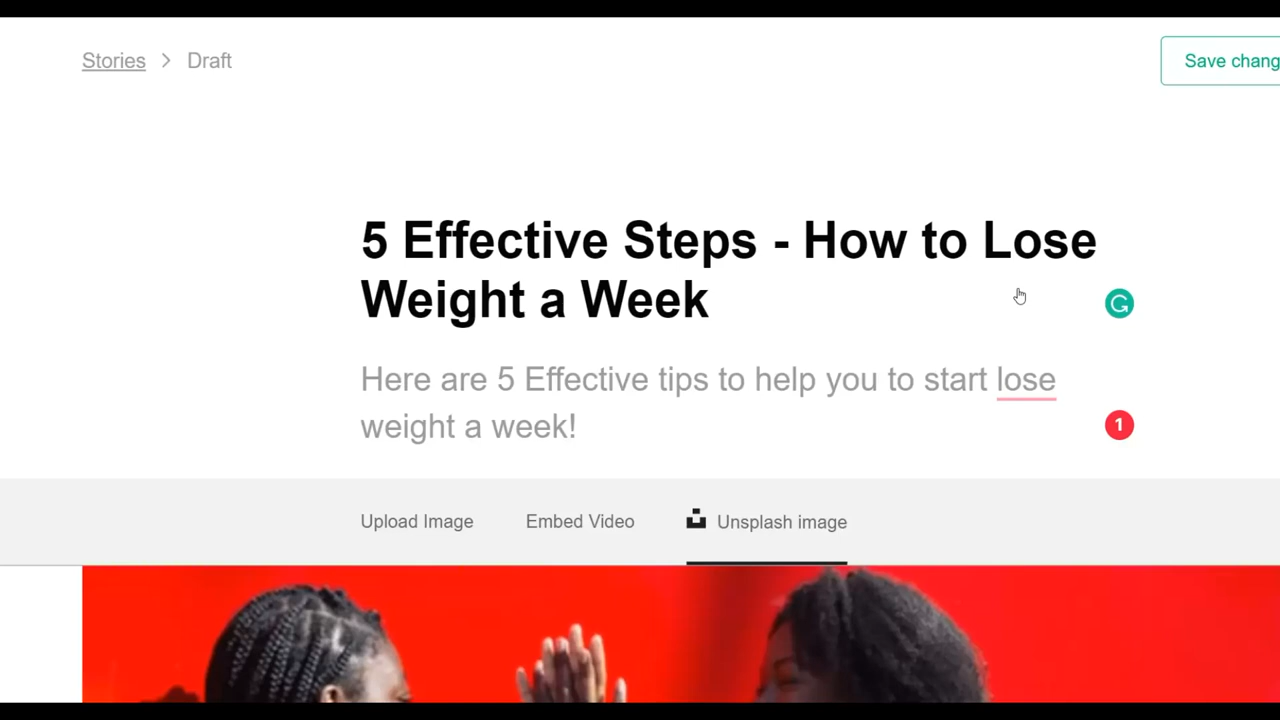 Stories > Draft
Save chang
5 Effective Steps - How to Lose
Weight a Week
Here are 5 Effective tips to help you to start lose
weight a week!
1
Upload Image
Embed Video
Unsplash image